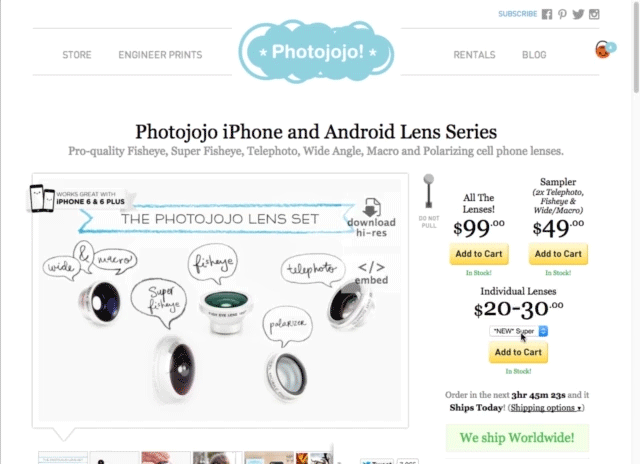 SUBSCRIBE
STORE
ENGINEER PRINTS
Photojojo!
RENTALS
BLOG
Photojojo iPhone and Android Lens Series
Pro-quality Fisheye, Super Fisheye, Telephoto, Wide Angle, Macro and Polarizing cell phone lenses.
WORKS GREAT WITH
IPHONE 6 & 6 PLUS
THE PHOTOJOJO LENS SET
download
hi-res
</>
embed
wide
&
macro
Super
fisheye
fisheye
telephoto
polarizer
DO NOT
PULL
All The
Lenses!
$99.00
Add to Cart
In Stock!
Sampler
(2x Telephoto,
Fisheye &
Wide/Macro)
$49.00
Add to Cart
In Stock!
Individual Lenses
$20-30.00
*NEW* Super
Add to Cart
In Stock!
Order in the next 3hr 45m 23s and it
Ships Today! (Shipping options ▾)
We ship Worldwide!